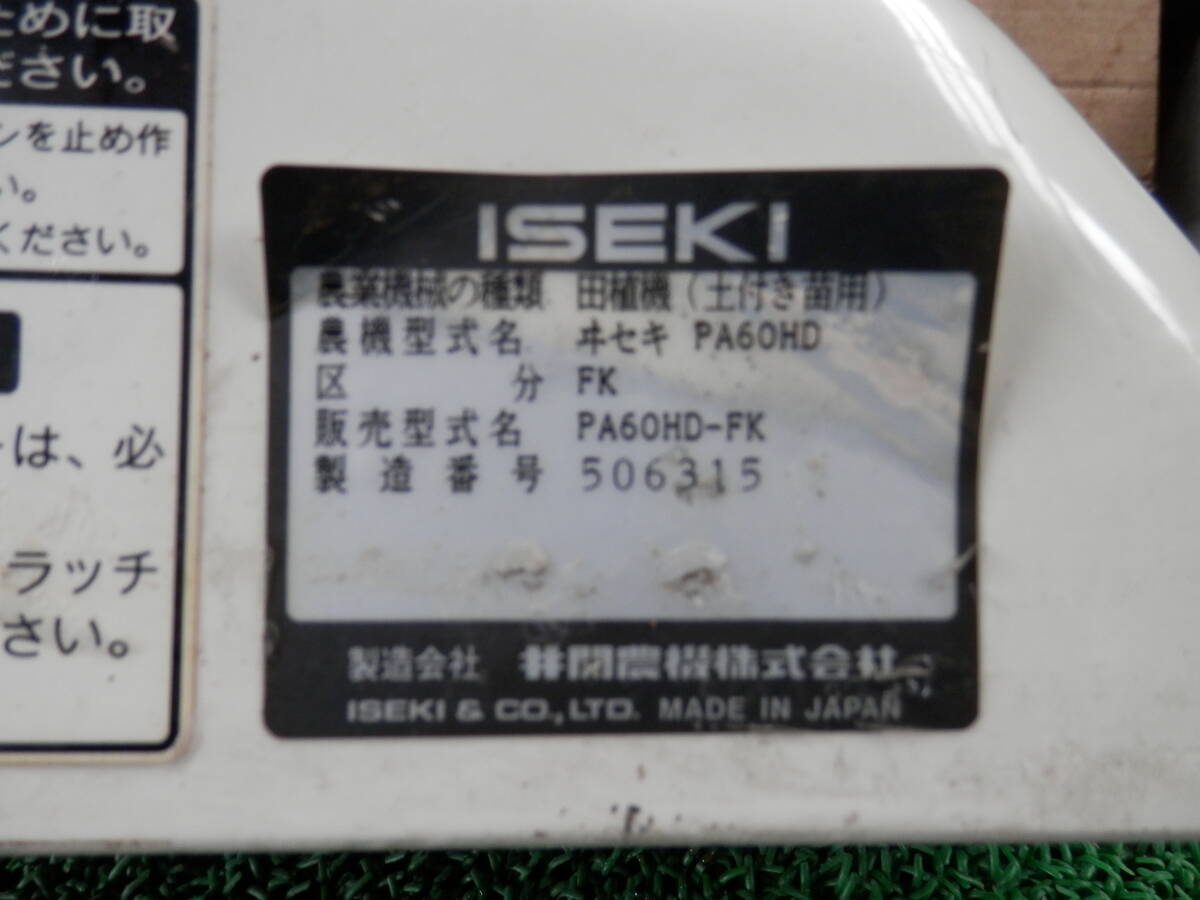 ために取
ださい。
ンを止め作
い。
ください。
ーは、必
ラッチ
さい。
ISEKI
農業機械の種類 田植機(土付き苗用)
農機型式名 ヰセキ PA60HD
区 分 FK
販売型式名 PA60HD-FK
製造番号 506315
製造会社 井関農機株式会社
ISEKI & CO.,LTD. MADE IN JAPAN